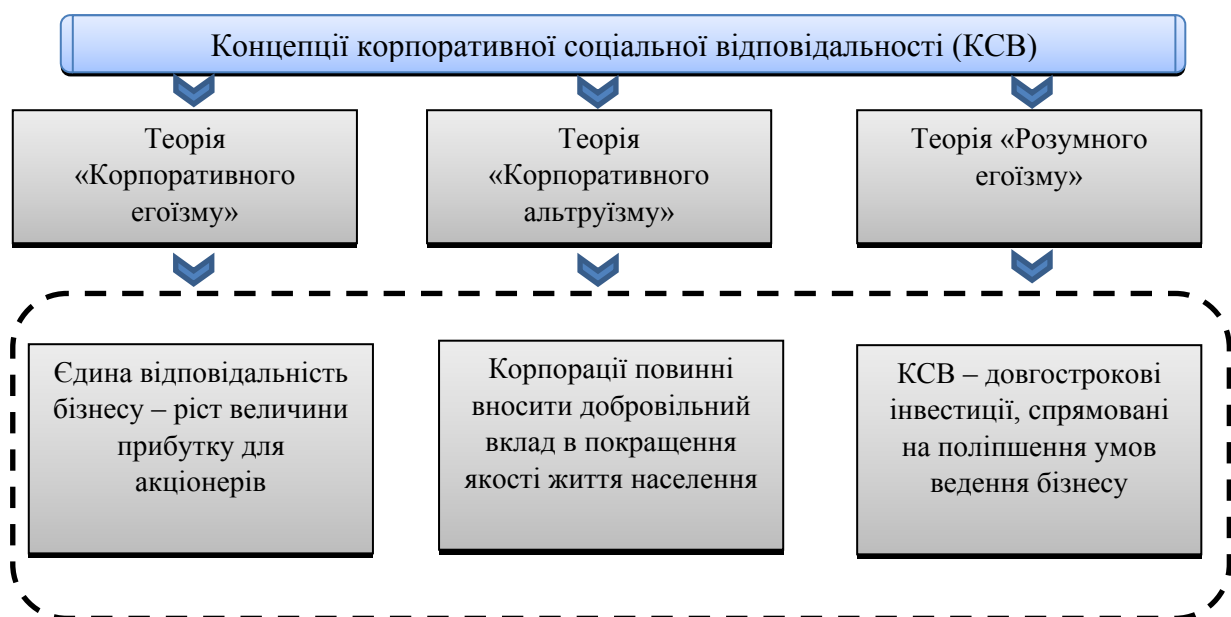 Концепції корпоративної соціальної відповідальності (КСВ)
Теорія
«Корпоративного
егоїзму»
Теорія
«Корпоративного
альтруїзму»
Теорія «Розумного
егоїзму»
Єдина відповідальність
бізнесу – ріст величини
прибутку для
акціонерів
Корпорації повинні
вносити добровільний
вклад в покращення
якості життя населення
КСВ – довгострокові
інвестиції, спрямовані
на поліпшення умов
ведення бізнесу